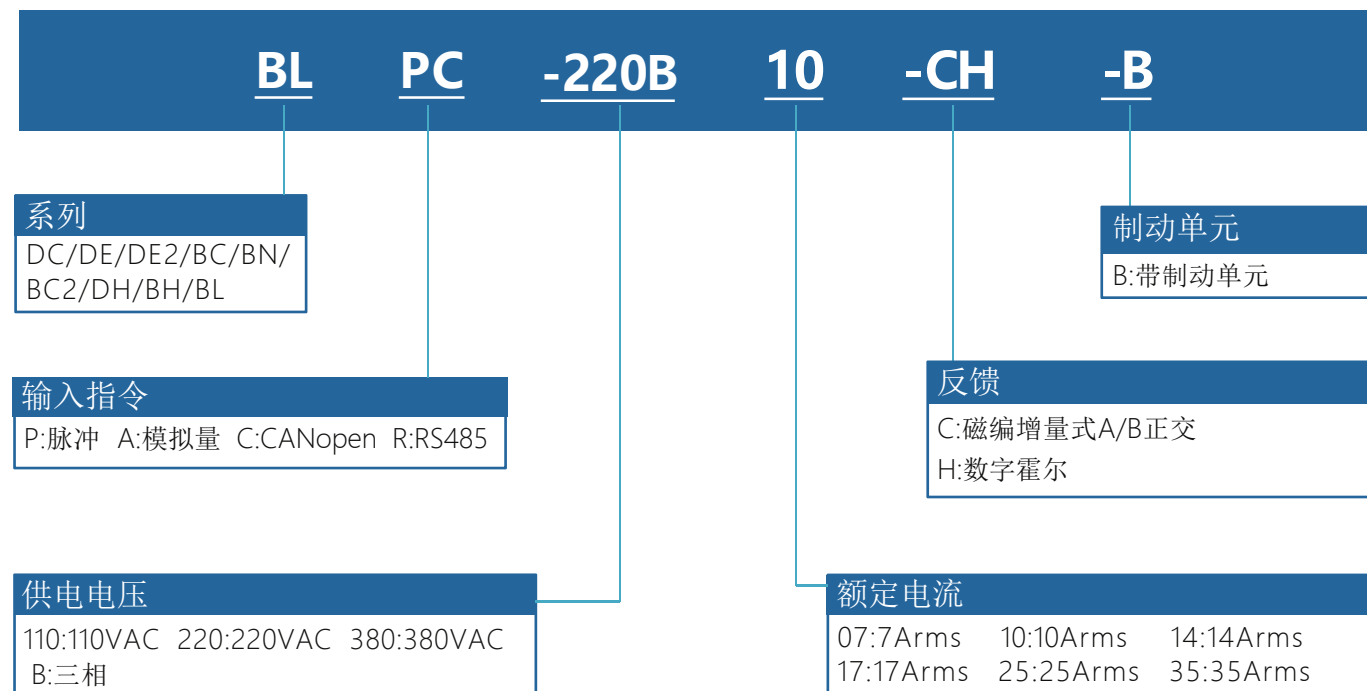 BL PC -220B 10 -CH -B
系列
DC/DE/DE2/BC/BN/
BC2/DH/BH/BL
制动单元
B:带制动单元
输入指令
P:脉冲 A:模拟量 C:CANopen R:RS485
反馈
C:磁编增量式A/B正交
H:数字霍尔
供电电压
110:110VAC 220:220VAC 380:380VAC
B:三相
额定电流
07:7Arms 10:10Arms 14:14Arms
17:17Arms 25:25Arms 35:35Arms